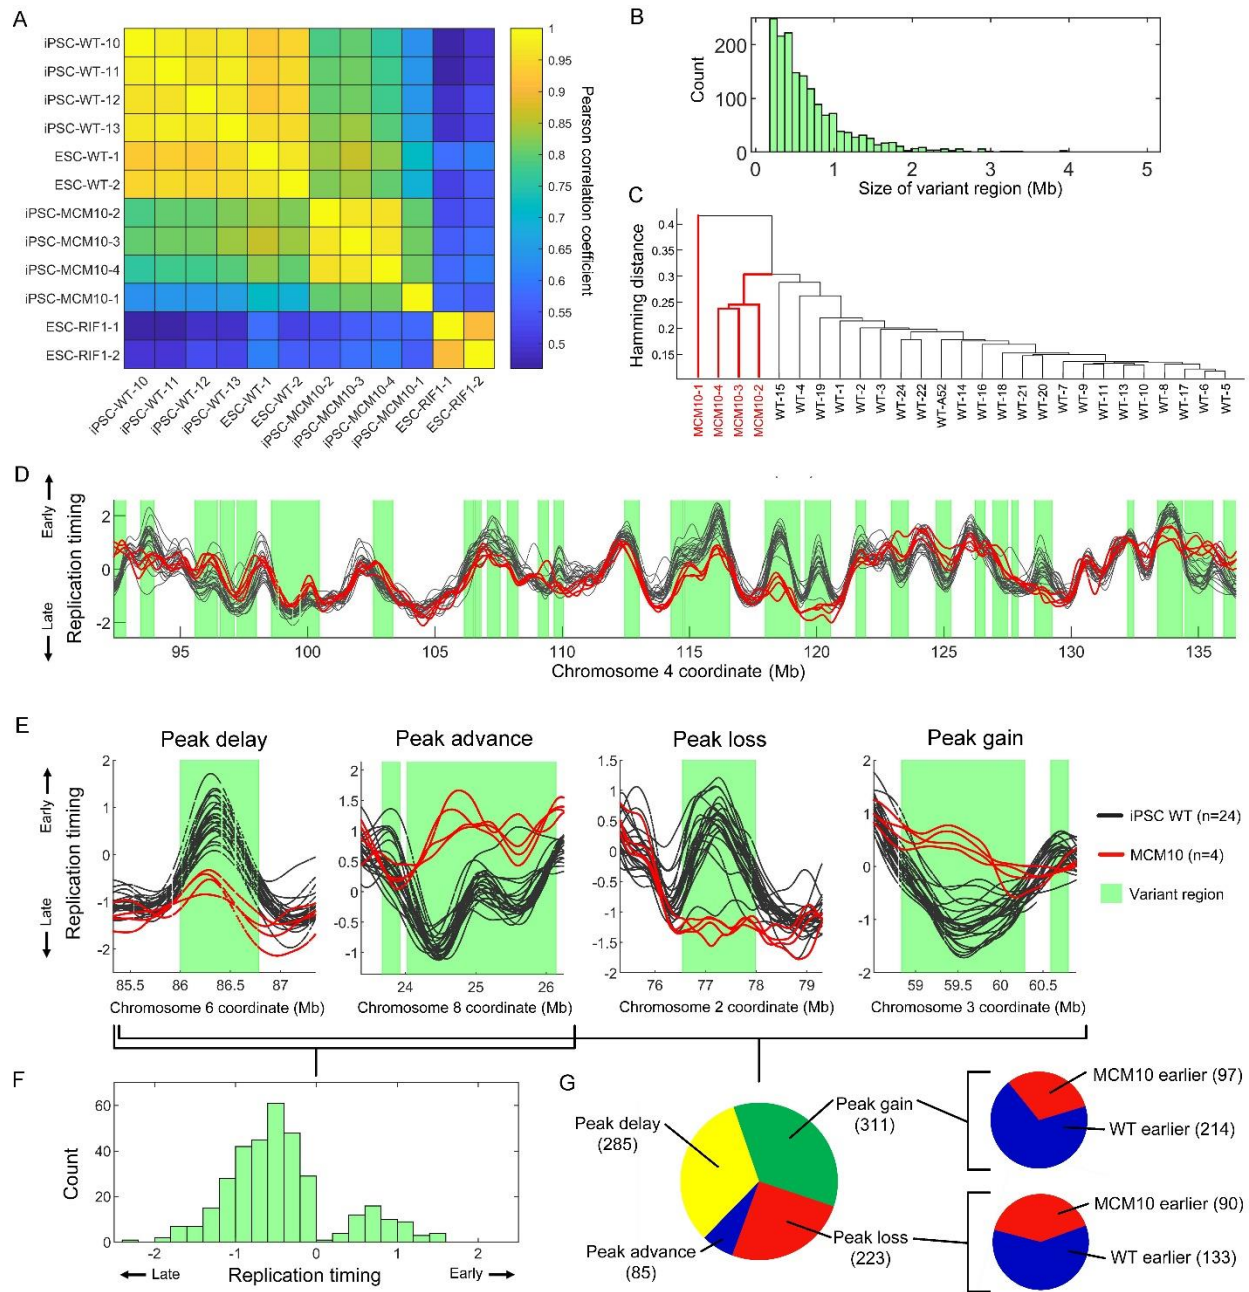 A
iPSC-WT-10
iPSC-WT-11
iPSC-WT-12
iPSC-WT-13
ESC-WT-1
ESC-WT-2
iPSC-MCM10-2
iPSC-MCM10-3
iPSC-MCM10-4
iPSC-MCM10-1
ESC-RIF1-1
ESC-RIF1-2
iPSC-WT-10
iPSC-WT-11
iPSC-WT-12
iPSC-WT-13
ESC-WT-1
ESC-WT-2
iPSC-MCM10-2
iPSC-MCM10-3
iPSC-MCM10-4
iPSC-MCM10-1
ESC-RIF1-1
ESC-RIF1-2
1
0.95
0.9
0.85
0.8
0.75
0.7
0.65
0.6
0.55
0.5
Pearson correlation coefficient
B
Count
200
100
0
0 1 2 3 4 5
Size of variant region (Mb)
C
Hamming distance
0.4
0.35
0.3
0.25
0.2
0.15
MCM10-1
MCM10-4
MCM10-3
MCM10-2
WT-15
WT-4
WT-19
WT-1
WT-2
WT-3
WT-24
WT-22
WT-A52
WT-14
WT-16
WT-18
WT-21
WT-20
WT-7
WT-9
WT-11
WT-13
WT-10
WT-8
WT-17
WT-6
WT-5
D
Early
Late
Replication timing
2
0
-2
95 100 105 110 115 120 125 130 135
Chromosome 4 coordinate (Mb)
E
Early
Late
Replication timing
Peak delay
2
1
0
-1
-2
85.5 86 86.5 87
Chromosome 6 coordinate (Mb)
Peak advance
2
1.5
1
0.5
0
-0.5
-1
24 25 26
Chromosome 8 coordinate (Mb)
Peak loss
1.5
1
0.5
0
-0.5
-1
-1.5
-2
76 77 78 79
Chromosome 2 coordinate (Mb)
Peak gain
2
1
0
-1
-2
59 59.5 60 60.5
Chromosome 3 coordinate (Mb)
iPSC WT (n=24)
MCM10 (n=4)
Variant region
F
Count
60
40
20
0
-2 -1 0 1 2
Late
Replication timing
Early
G
Peak delay
(285)
Peak gain
(311)
Peak advance
(85)
Peak loss
(223)
MCM10 earlier (97)
WT earlier (214)
MCM10 earlier (90)
WT earlier (133)